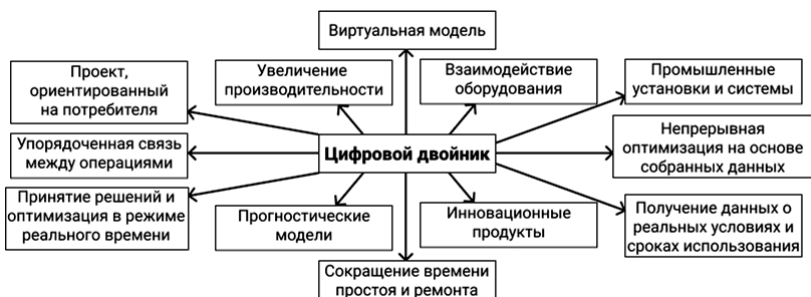 Виртуальная модель
Проект,
ориентированный
на потребителя
Увеличение
производительности
Взаимодействие
оборудования
Промышленные
установки и системы
Упорядоченная связь
между операциями
Цифровой двойник
Непрерывная
оптимизация на основе
собранных данных
Принятие решений и
оптимизация в режиме
реального времени
Прогностические
модели
Инновационные
продукты
Получение данных о
реальных условиях и
сроках использования
Сокращение времени
простоя и ремонта